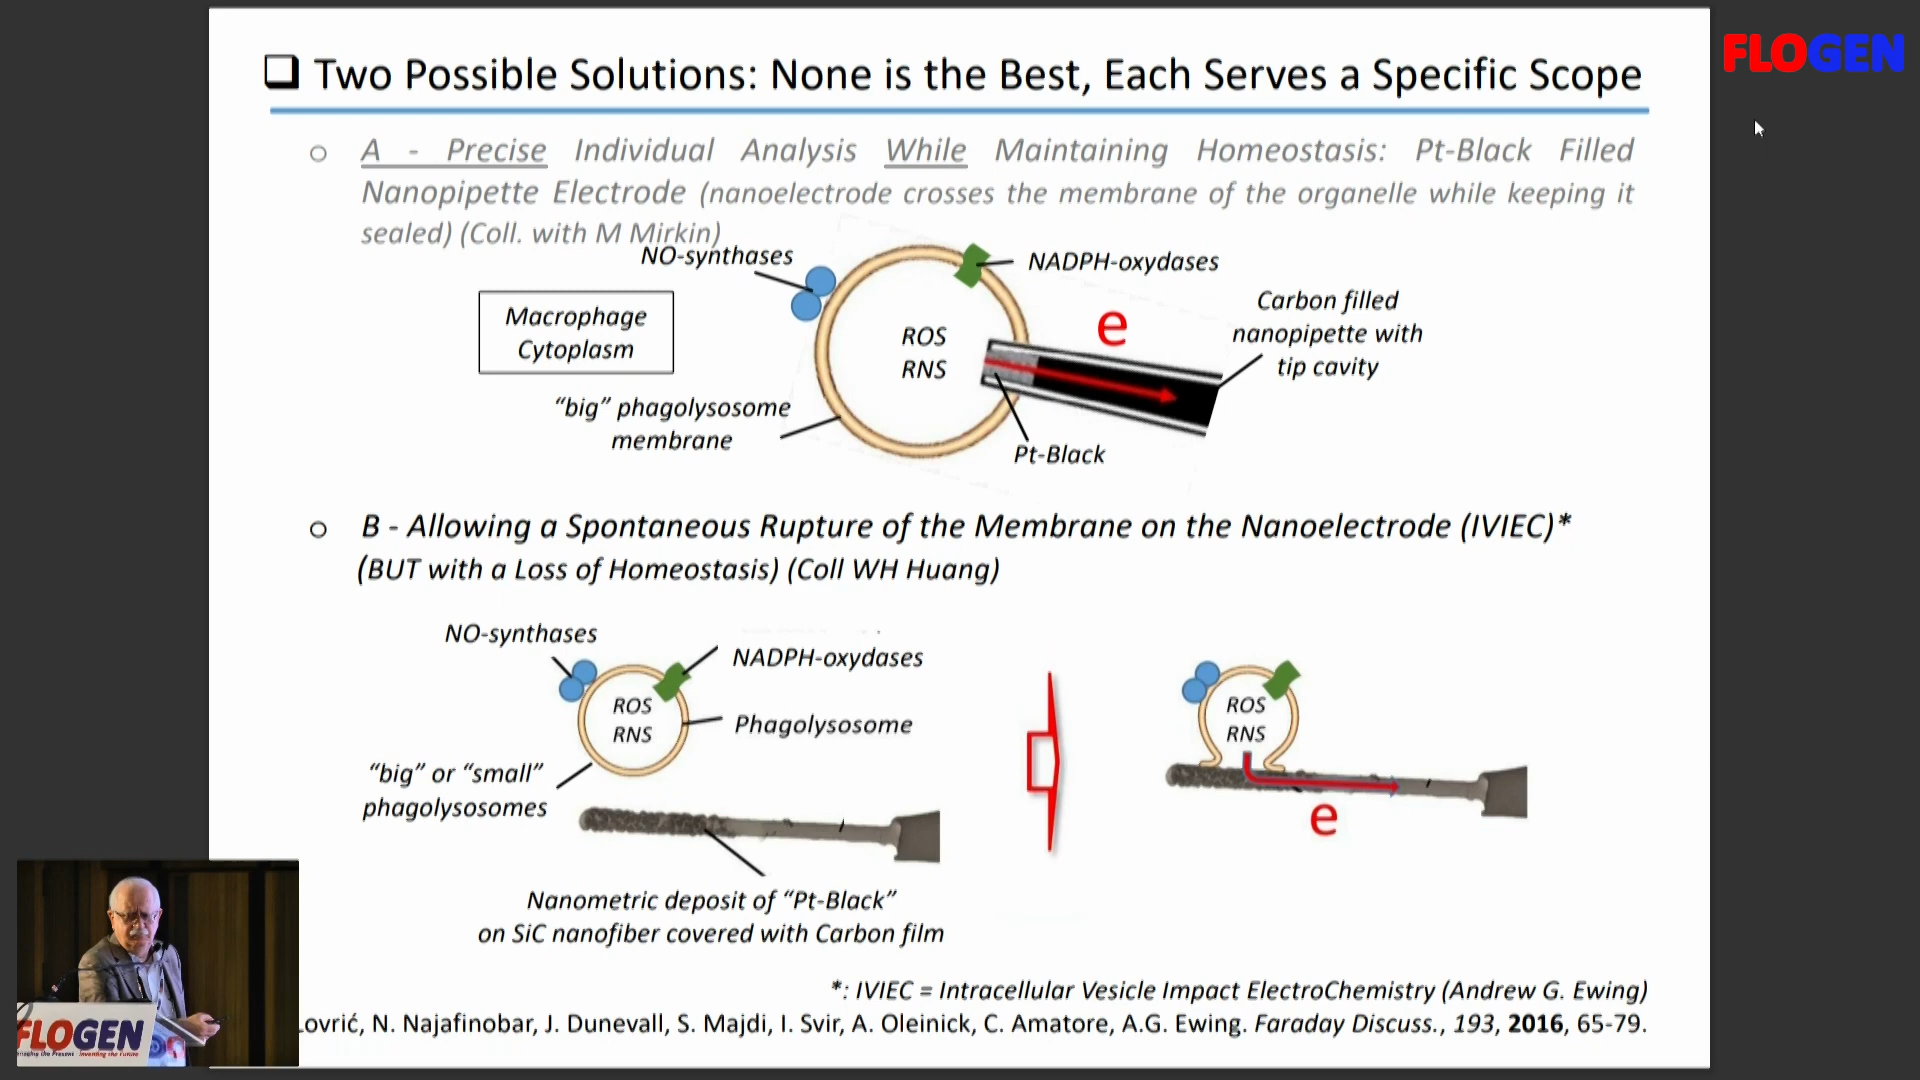 Two Possible Solutions: None is the Best, Each Serves a Specific Scope
FLOGEN
A - Precise Individual Analysis While Maintaining Homeostasis: Pt-Black Filled
Nanopipette Electrode (nanoelectrode crosses the membrane of the organelle while keeping it
sealed) (Coll. with M Mirkin)
NO-synthases
NADPH-oxydases
Macrophage
Cytoplasm
ROS
RNS
e
Carbon filled
nanopipette with
tip cavity
"big" phagolysosome
membrane
Pt-Black
B - Allowing a Spontaneous Rupture of the Membrane on the Nanoelectrode (IVIEC)*
(BUT with a Loss of Homeostasis) (Coll WH Huang)
NO-synthases
NADPH-oxydases
ROS
RNS
Phagolysosome
"big" or "small"
phagolysosomes
ROS
RNS
e
Nanometric deposit of "Pt-Black"
on SiC nanofiber covered with Carbon film
*: IVIEC = Intracellular Vesicle Impact ElectroChemistry (Andrew G. Ewing)
Lovrić, N. Najafinobar, J. Dunevall, S. Majdi, I. Svir, A. Oleinick, C. Amatore, A.G. Ewing. Faraday Discuss., 193, 2016, 65-79.
FLOGEN